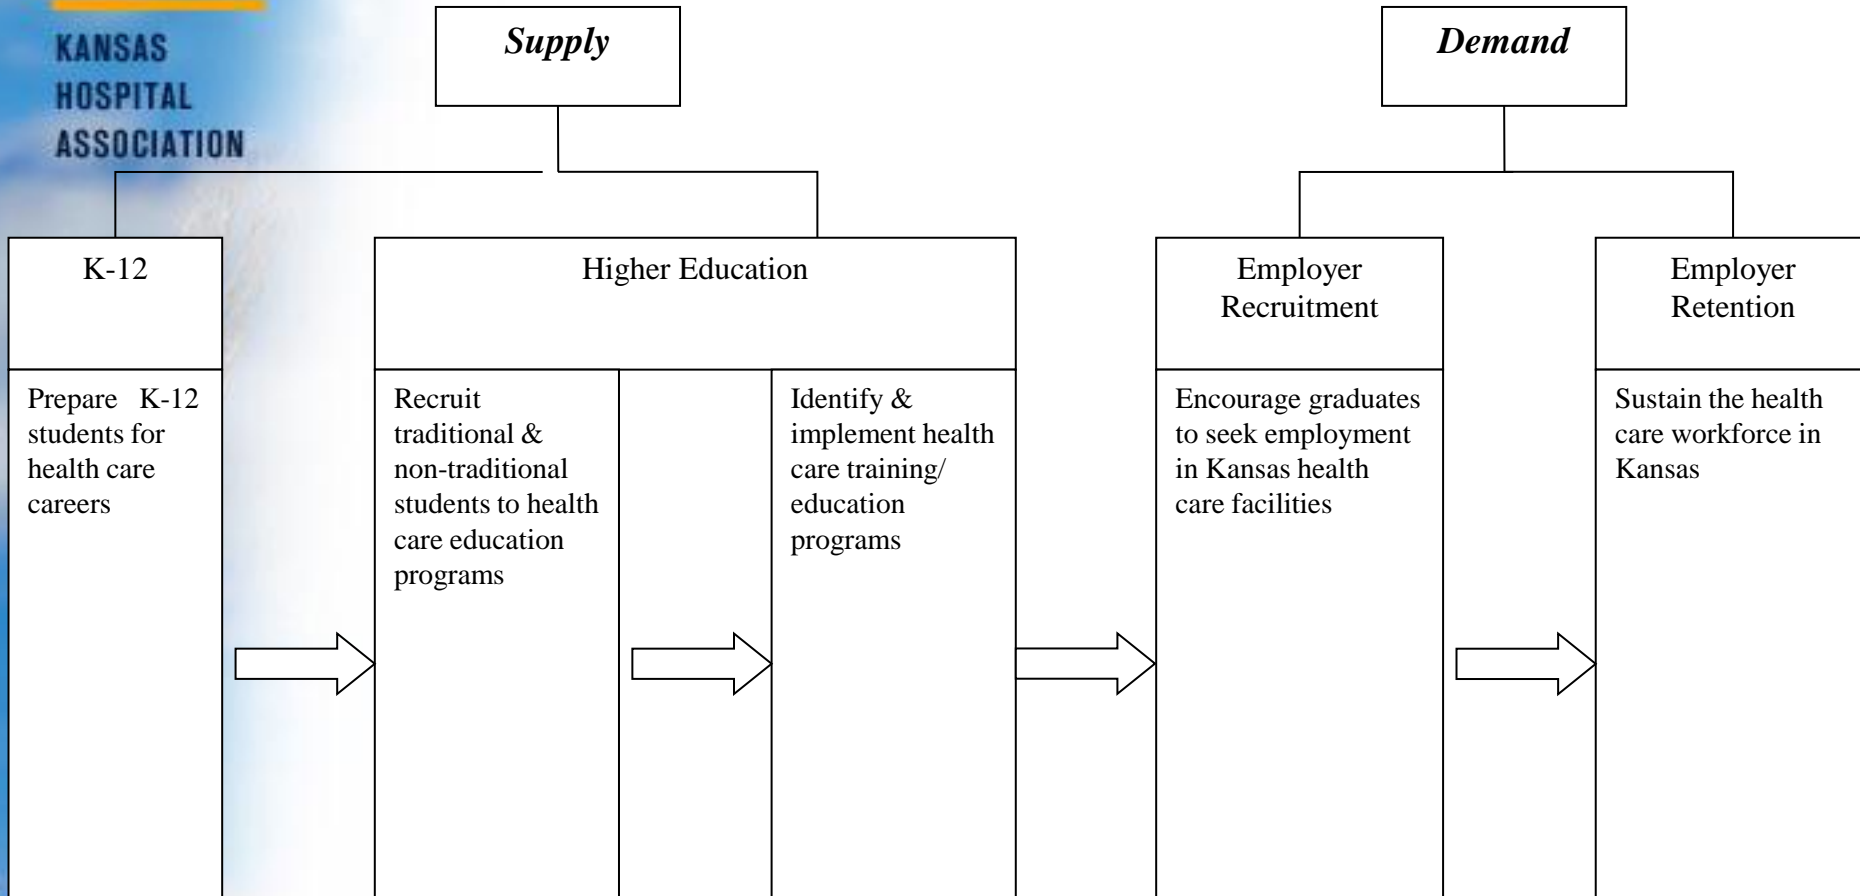 KANSAS
HOSPITAL
ASSOCIATION
Supply
Demand
K-12
Higher Education
Employer
Recruitment
Employer
Retention
Prepare K-12
students for
health care
careers
Recruit
traditional &
non-traditional
students to health
care education
programs
Identify &
implement health
care training/
education
programs
Encourage graduates
to seek employment
in Kansas health
care facilities
Sustain the health
care workforce in
Kansas